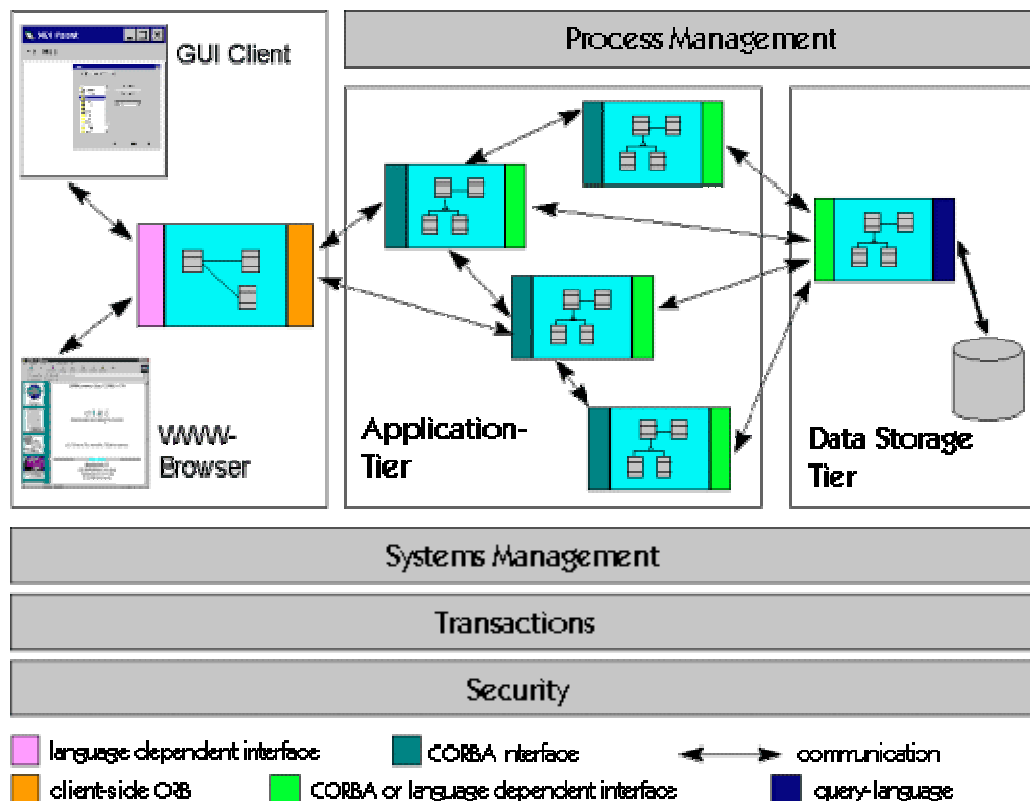 GUI Client
Process Management
WWW-
Browser
Application-
Tier
Data Storage
Tier
Systems Management
Transactions
Security
language dependent interface
CORBA nterface
communication
client-side ORB
CORBA or language dependent interface
query-language